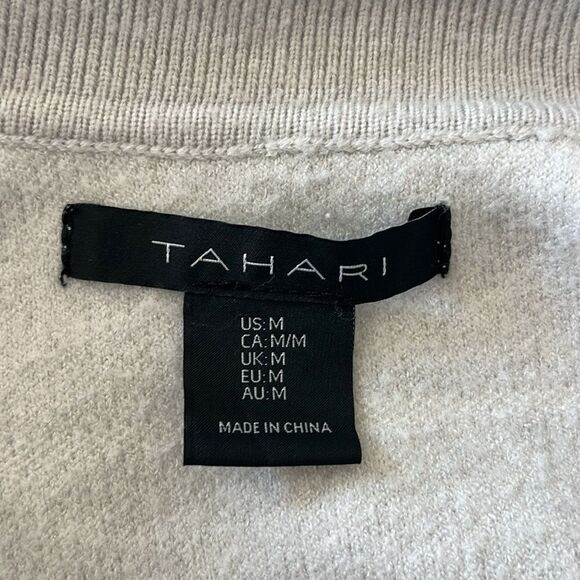 TAHARI
US: M
CA: M/M
UK: M
EU: M
AU: M
MADE IN CHINA